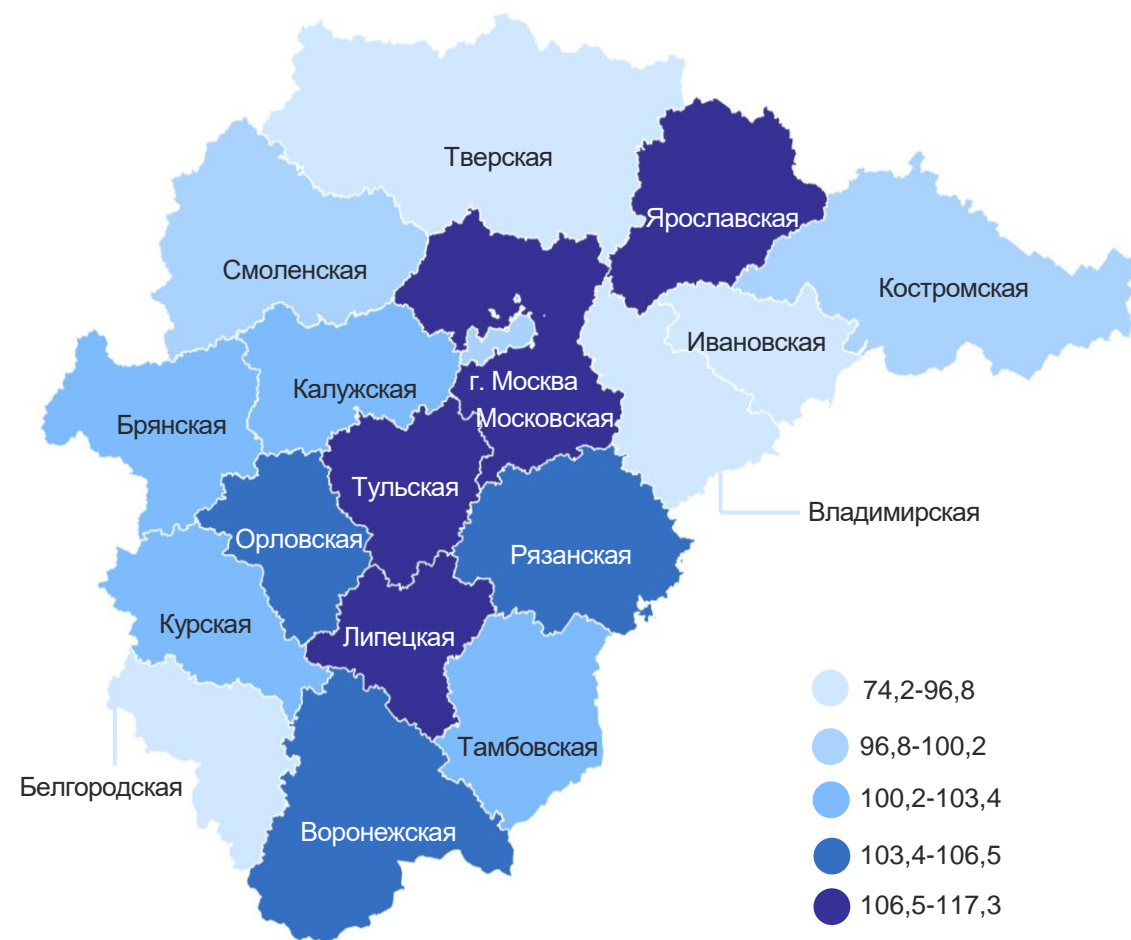 Тверская
Ярославская
Смоленская
Костромская
Ивановская
Калужская
г. Москва
Московская
Брянская
Тульская
Владимирская
Орловская
Рязанская
Курская
Липецкая
74,2-96,8
96,8-100,2
Тамбовская
Белгородская
100,2-103,4
Воронежская
103,4-106,5
106,5-117,3